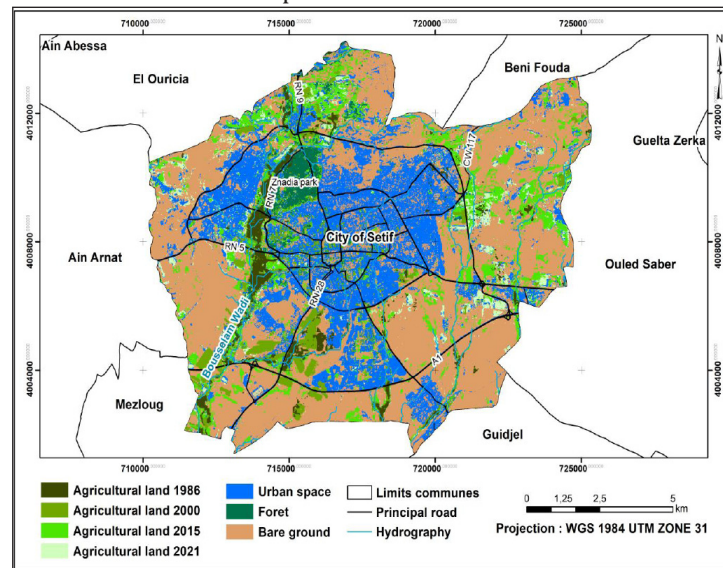 710000 715000 720000 725000
Ain Abessa
El Ouricia
Beni Fouda
N
RN 9
4012000 4012000
CW 117
Guelta Zerka
Znadia park
RN 7
City of Setif
4008000 4008000
RN 5
Ain Arnat
Ouled Saber
RN 28
Bousselam Wadi
4004000 4004000
A1
Mezloug
Guidjel
710000 715000 720000 725000
Agricultural land 1986
Agricultural land 2000
Agricultural land 2015
Agricultural land 2021
Urban space
Foret
Bare ground
Limits communes
Principal road
Hydrography
0 1,25 2,5 5
km
Projection : WGS 1984 UTM ZONE 31